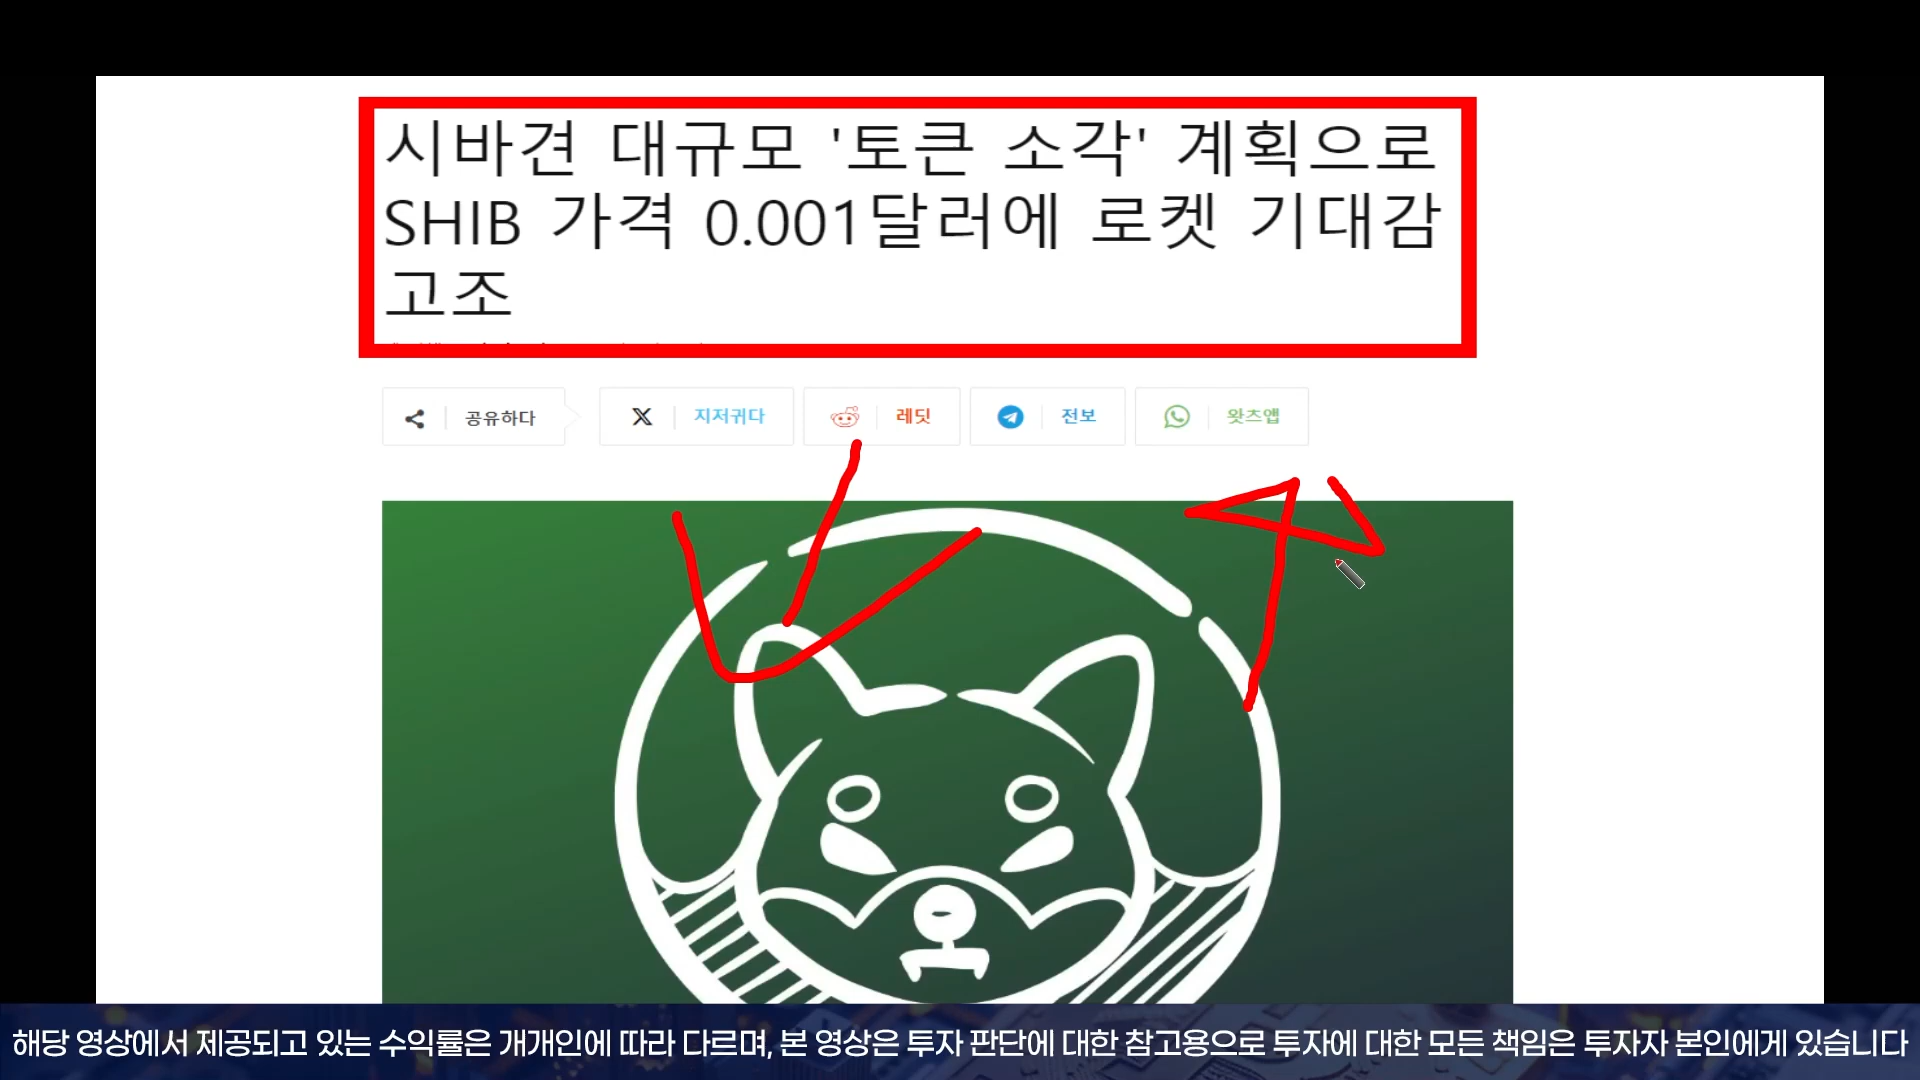 시바견 대규모 '토큰 소각' 계획으로
SHIB 가격 0.001달러에 로켓 기대감
고조
공유하다
지저귀다
레딧
전보
왓츠앱
해당 영상에서 제공되고 있는 수익률은 개개인에 따라 다르며, 본 영상은 투자 판단에 대한 참고용으로 투자에 대한 모든 책임은 투자자 본인에게 있습니다